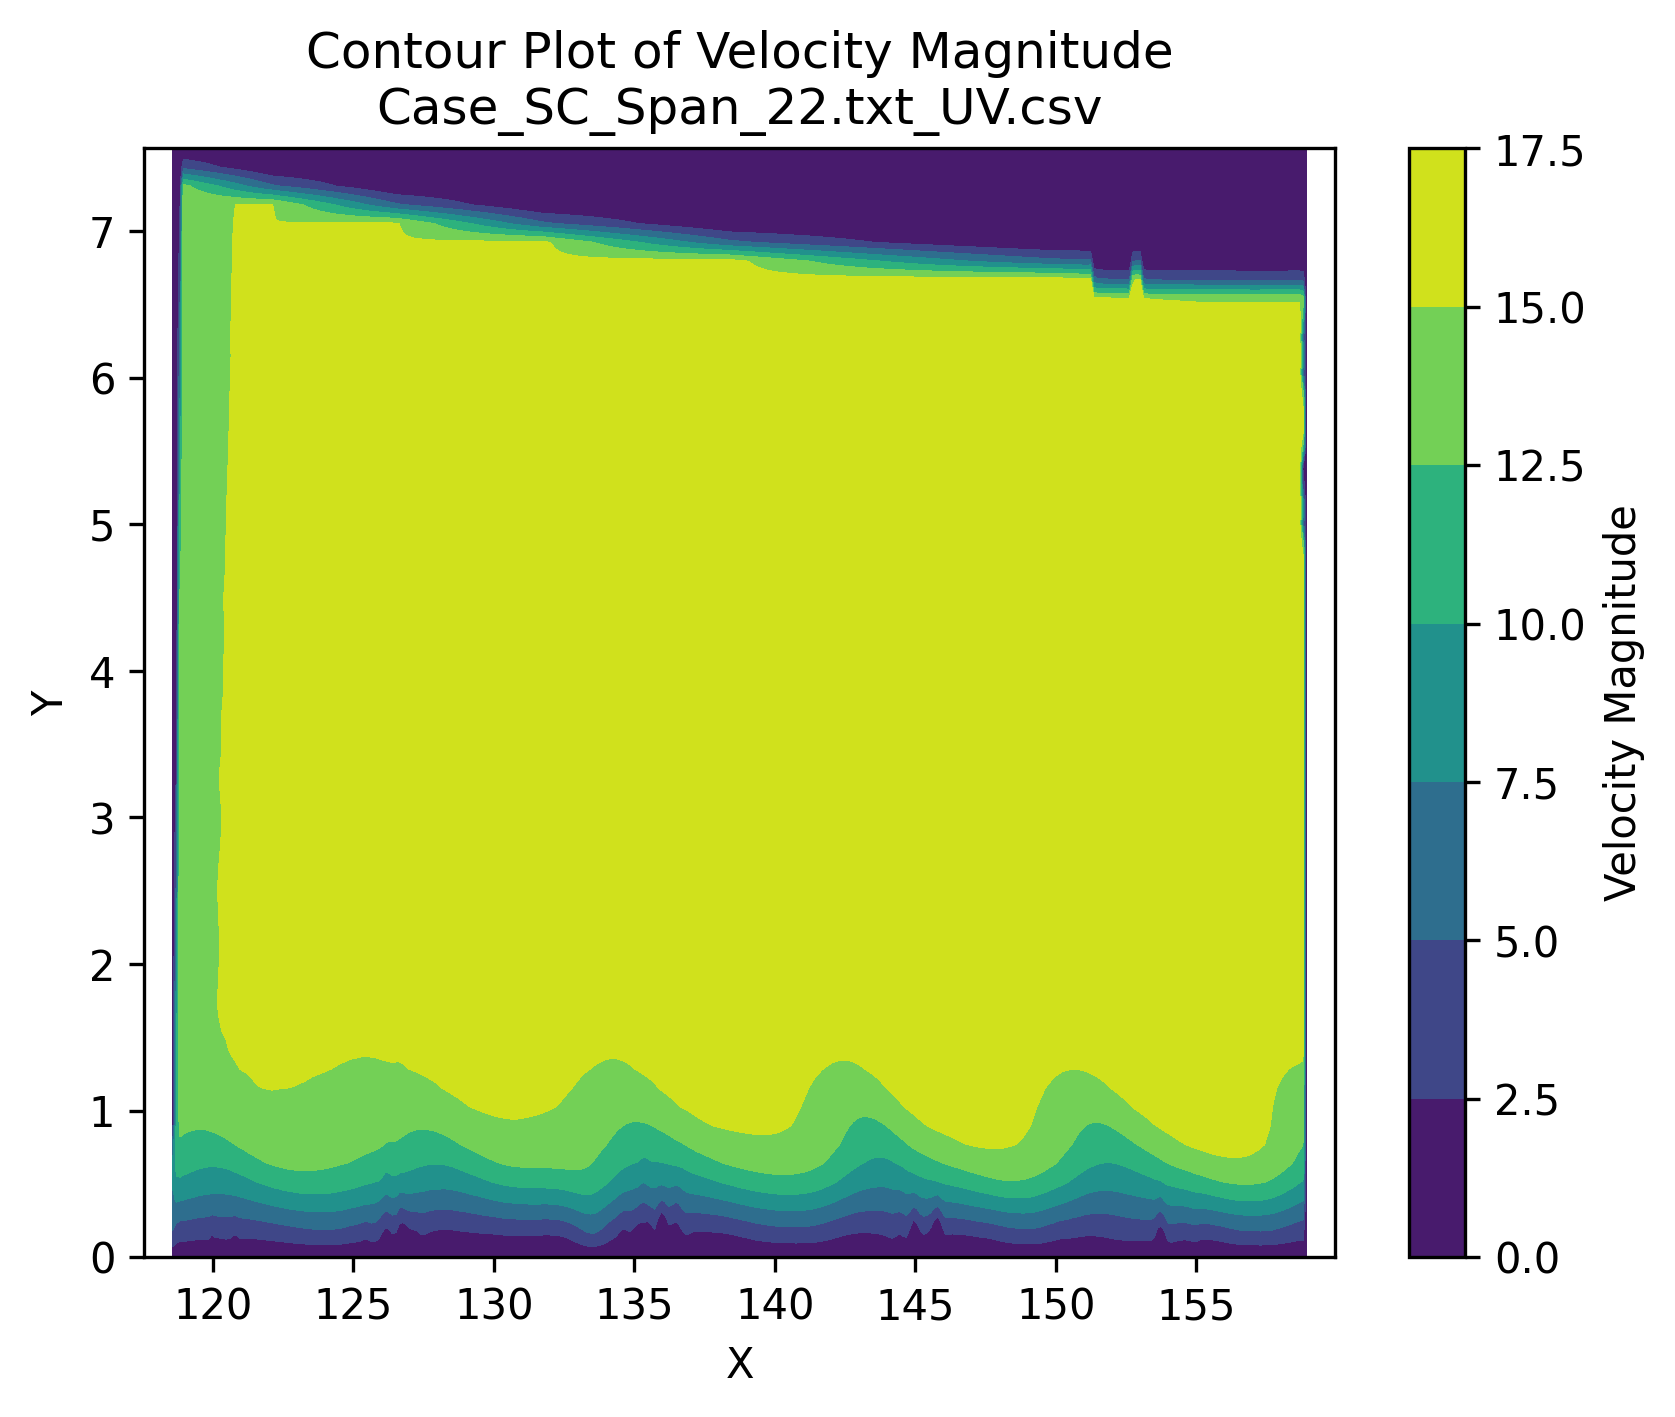 Contour Plot of Velocity Magnitude
Case_SC_Span_22.txt_UV.csv
7
6
5
4
3
2
1
0
Y
120 125 130 135 140 145 150 155
X
17.5
15.0
12.5
10.0
7.5
5.0
2.5
0.0
Velocity Magnitude